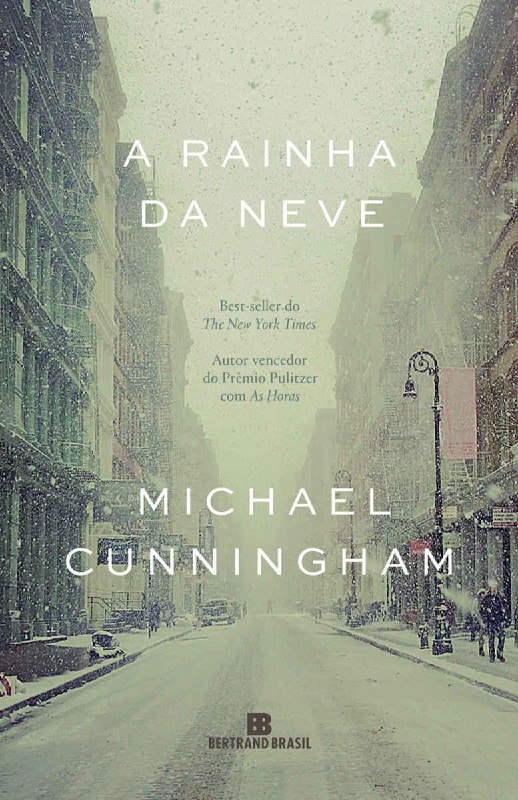 A RAINHA
DA NEVE
Best-seller do
The New York Times
Autor vencedor
do Prêmio Pulitzer
com As Horas
MICHAEL
CUNNINGHAM
BB
BERTRAND BRASIL